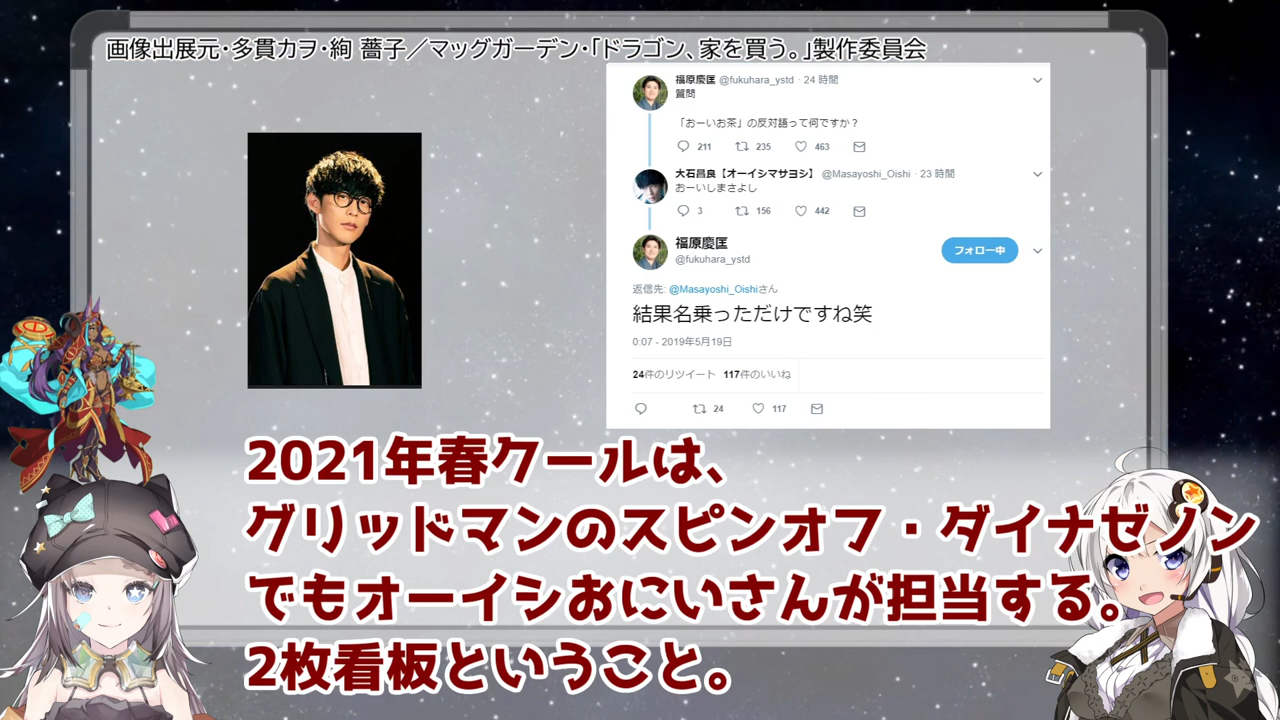 画像出展元・多貫カヲ・絢 薔子／マッグガーデン・「ドラゴン、家を買う。」製作委員会
福原慶匡 @fukuhara_ystd · 24 時間
質問
「おーいお茶」の反対語って何ですか？
211 235 463
大石昌良【オーイシマサヨシ】 @Masayoshi_Oishi · 23 時間
おーいしまさよし
3 156 442
福原慶匡
@fukuhara_ystd
フォロー中
返信先: @Masayoshi_Oishiさん
結果名乗っただけですね笑
0:07 - 2019年5月19日
24件のリツイート 117件のいいね
24 117
2021年春クールは、
グリッドマンのスピンオフ・ダイナゼノン
でもオーイシおにいさんが担当する。
2枚看板ということ。